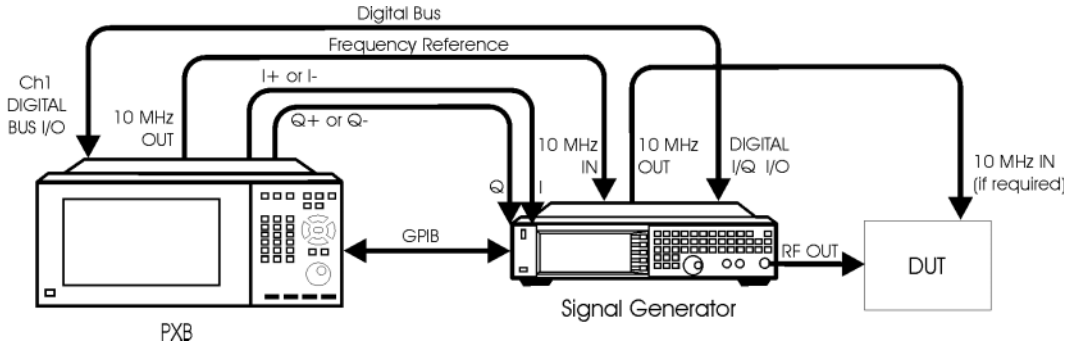 Digital Bus
Frequency Reference
Ch1
DIGITAL
BUS I/O
10 MHz
OUT
I+ or I-
Q+ or Q-
Q
I
10 MHz
IN
10 MHz
OUT
DIGITAL
I/Q I/O
10 MHz IN
(if required)
GPIB
RF OUT
DUT
Signal Generator
PXB